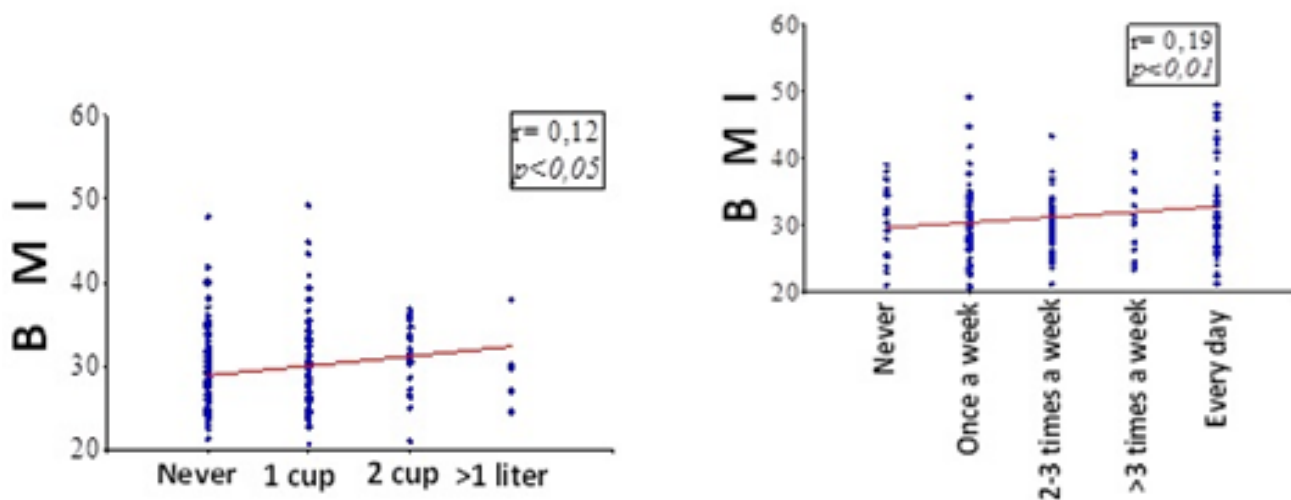 60
50
40
30
20
B M I
r= 0,12
p<0,05
Never
1 cup
2 cup
>1 liter
60
50
40
30
20
B M I
r= 0,19
p<0,01
Never
Once a week
2-3 times a week
>3 times a week
Every day